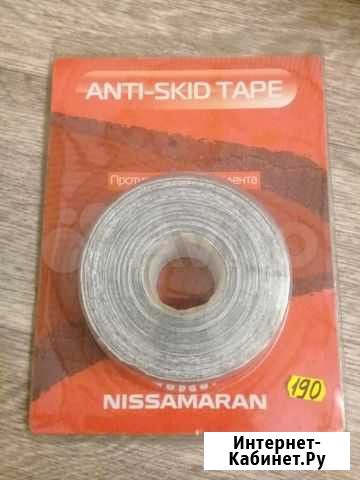 ANTI-SKID TAPE
NISSAMARAN
190
Интернет-
Кабинет.Ру